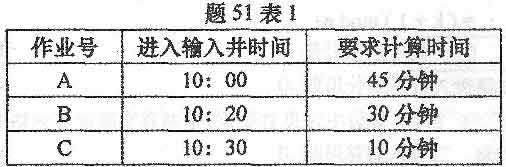 题51表1
作业号 进入输入井时间 要求计算时间
A 10：00 45分钟
B 10：20 30分钟
C 10：30 10分钟